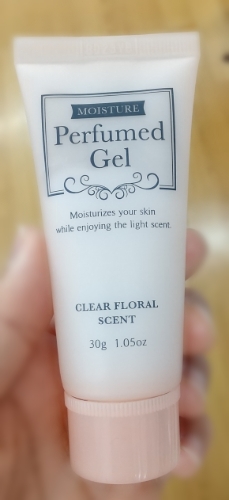 MOISTURE
Perfumed
Gel
Moisturizes your skin
while enjoying the light scent.
CLEAR FLORAL
SCENT
30g 1.05oz